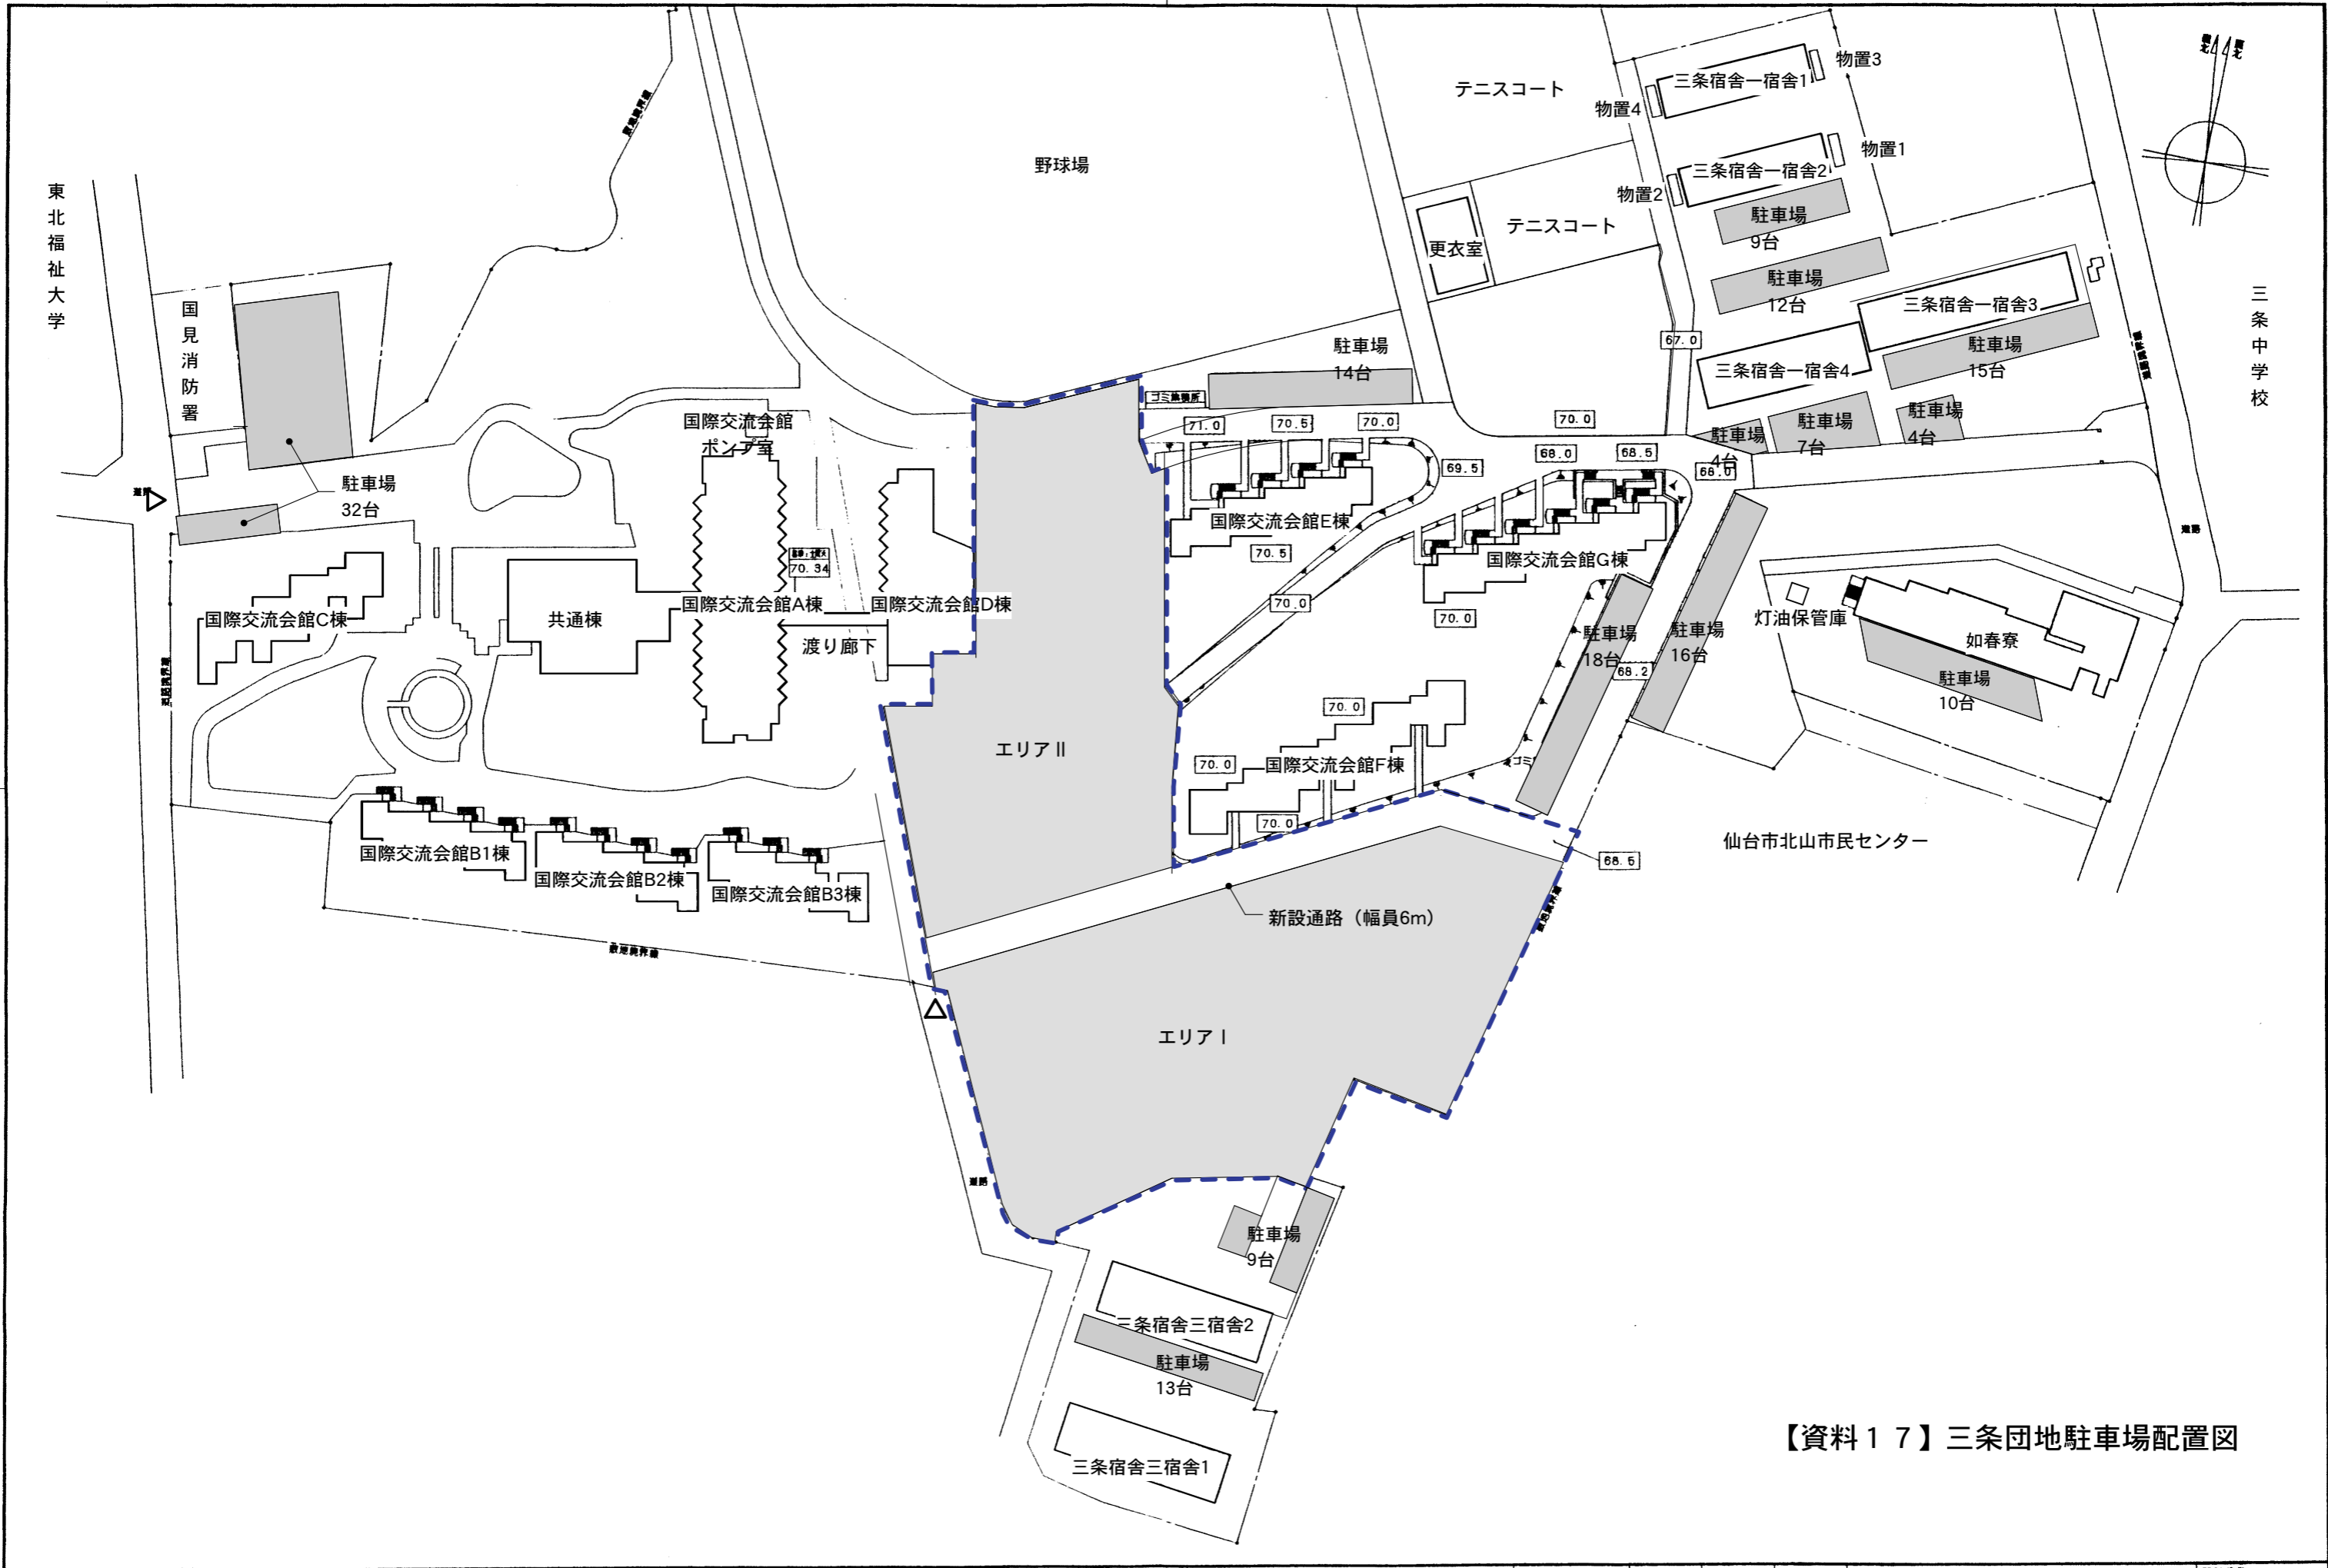 東北福祉大学
国見消防署
野球場
テニスコート
テニスコート
更衣室
三条宿舎一宿舎1
物置3
物置4
三条宿舎一宿舎2
物置1
物置2
駐車場
9台
駐車場
12台
三条宿舎一宿舎3
駐車場
15台
三条宿舎一宿舎4
駐車場
7台
駐車場
4台
駐車場
4台
三条中学校
67.0
駐車場
14台
ゴミ集積所
71.0
70.5
70.0
70.0
69.5
68.0
68.5
68.0
国際交流会館
ポンプ室
駐車場
32台
道路
道路
国際交流会館E棟
70.5
国際交流会館G棟
70.0
70.0
70.34
国際交流会館C棟
共通棟
国際交流会館A棟
国際交流会館D棟
渡り廊下
駐車場
18台
68.2
駐車場
16台
灯油保管庫
如春寮
駐車場
10台
エリアⅡ
70.0
70.0
国際交流会館F棟
70.0
ゴミ
68.5
仙台市北山市民センター
国際交流会館B1棟
国際交流会館B2棟
国際交流会館B3棟
敷地境界線
新設通路（幅員6m）
エリアⅠ
道路
駐車場
9台
三条宿舎三宿舎2
駐車場
13台
三条宿舎三宿舎1
【資料１７】三条団地駐車場配置図